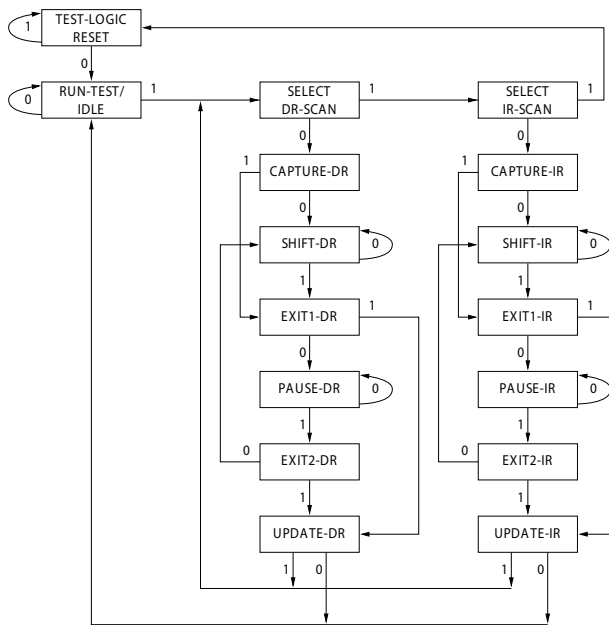 TEST-LOGIC
RESET
1
0
RUN-TEST/
IDLE
0
1
SELECT
DR-SCAN
1
SELECT
IR-SCAN
1
0
0
1
CAPTURE-DR
1
CAPTURE-IR
0
0
SHIFT-DR
0
SHIFT-IR
0
1
1
EXIT1-DR
1
EXIT1-IR
1
0
0
PAUSE-DR
0
PAUSE-IR
0
1
1
0
EXIT2-DR
0
EXIT2-IR
1
1
UPDATE-DR
UPDATE-IR
1
0
1
0